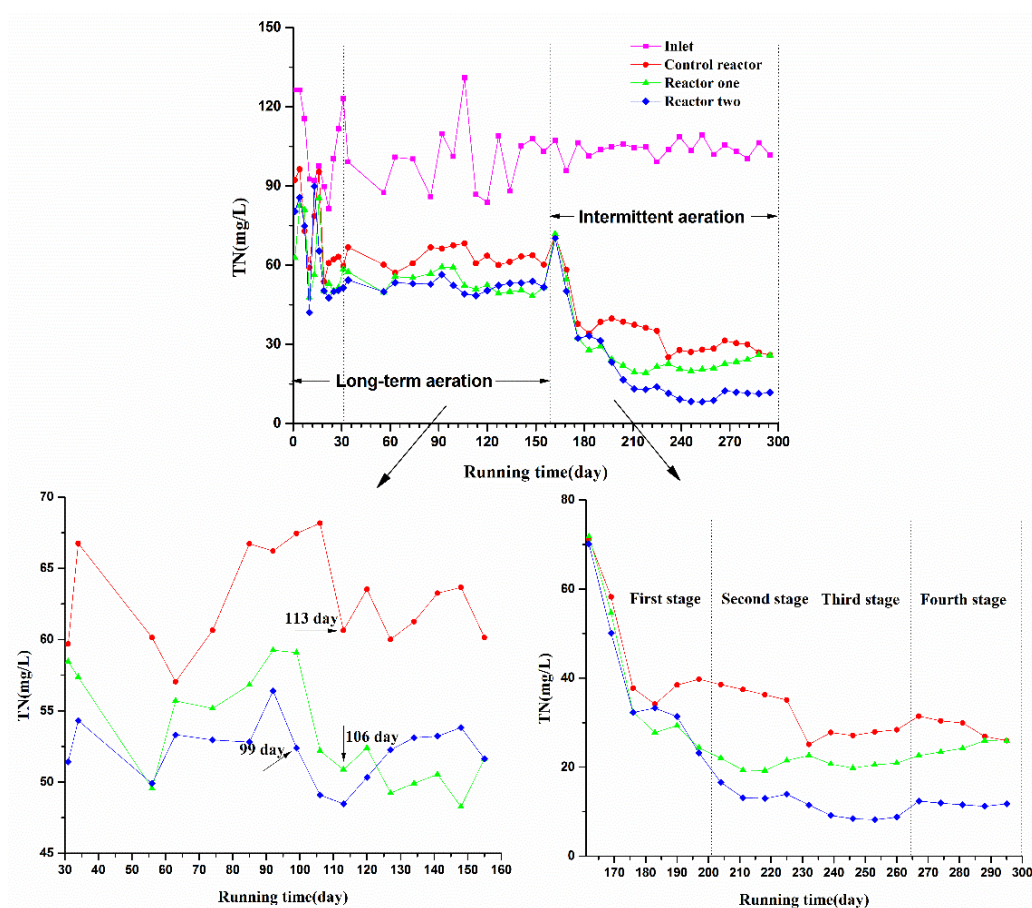 150
120
90
60
30
0
TN(mg/L)
Inlet
Control reactor
Reactor one
Reactor two
Intermittent aeration
Long-term aeration
0 30 60 90 120 150 180 210 240 270 300
Running time(day)
70
65
60
55
50
45
TN(mg/L)
113 day
106 day
99 day
30 40 50 60 70 80 90 100 110 120 130 140 150 160
Running time(day)
80
60
40
20
0
TN(mg/L)
First stage
Second stage
Third stage
Fourth stage
170 180 190 200 210 220 230 240 250 260 270 280 290 300
Running time(day)